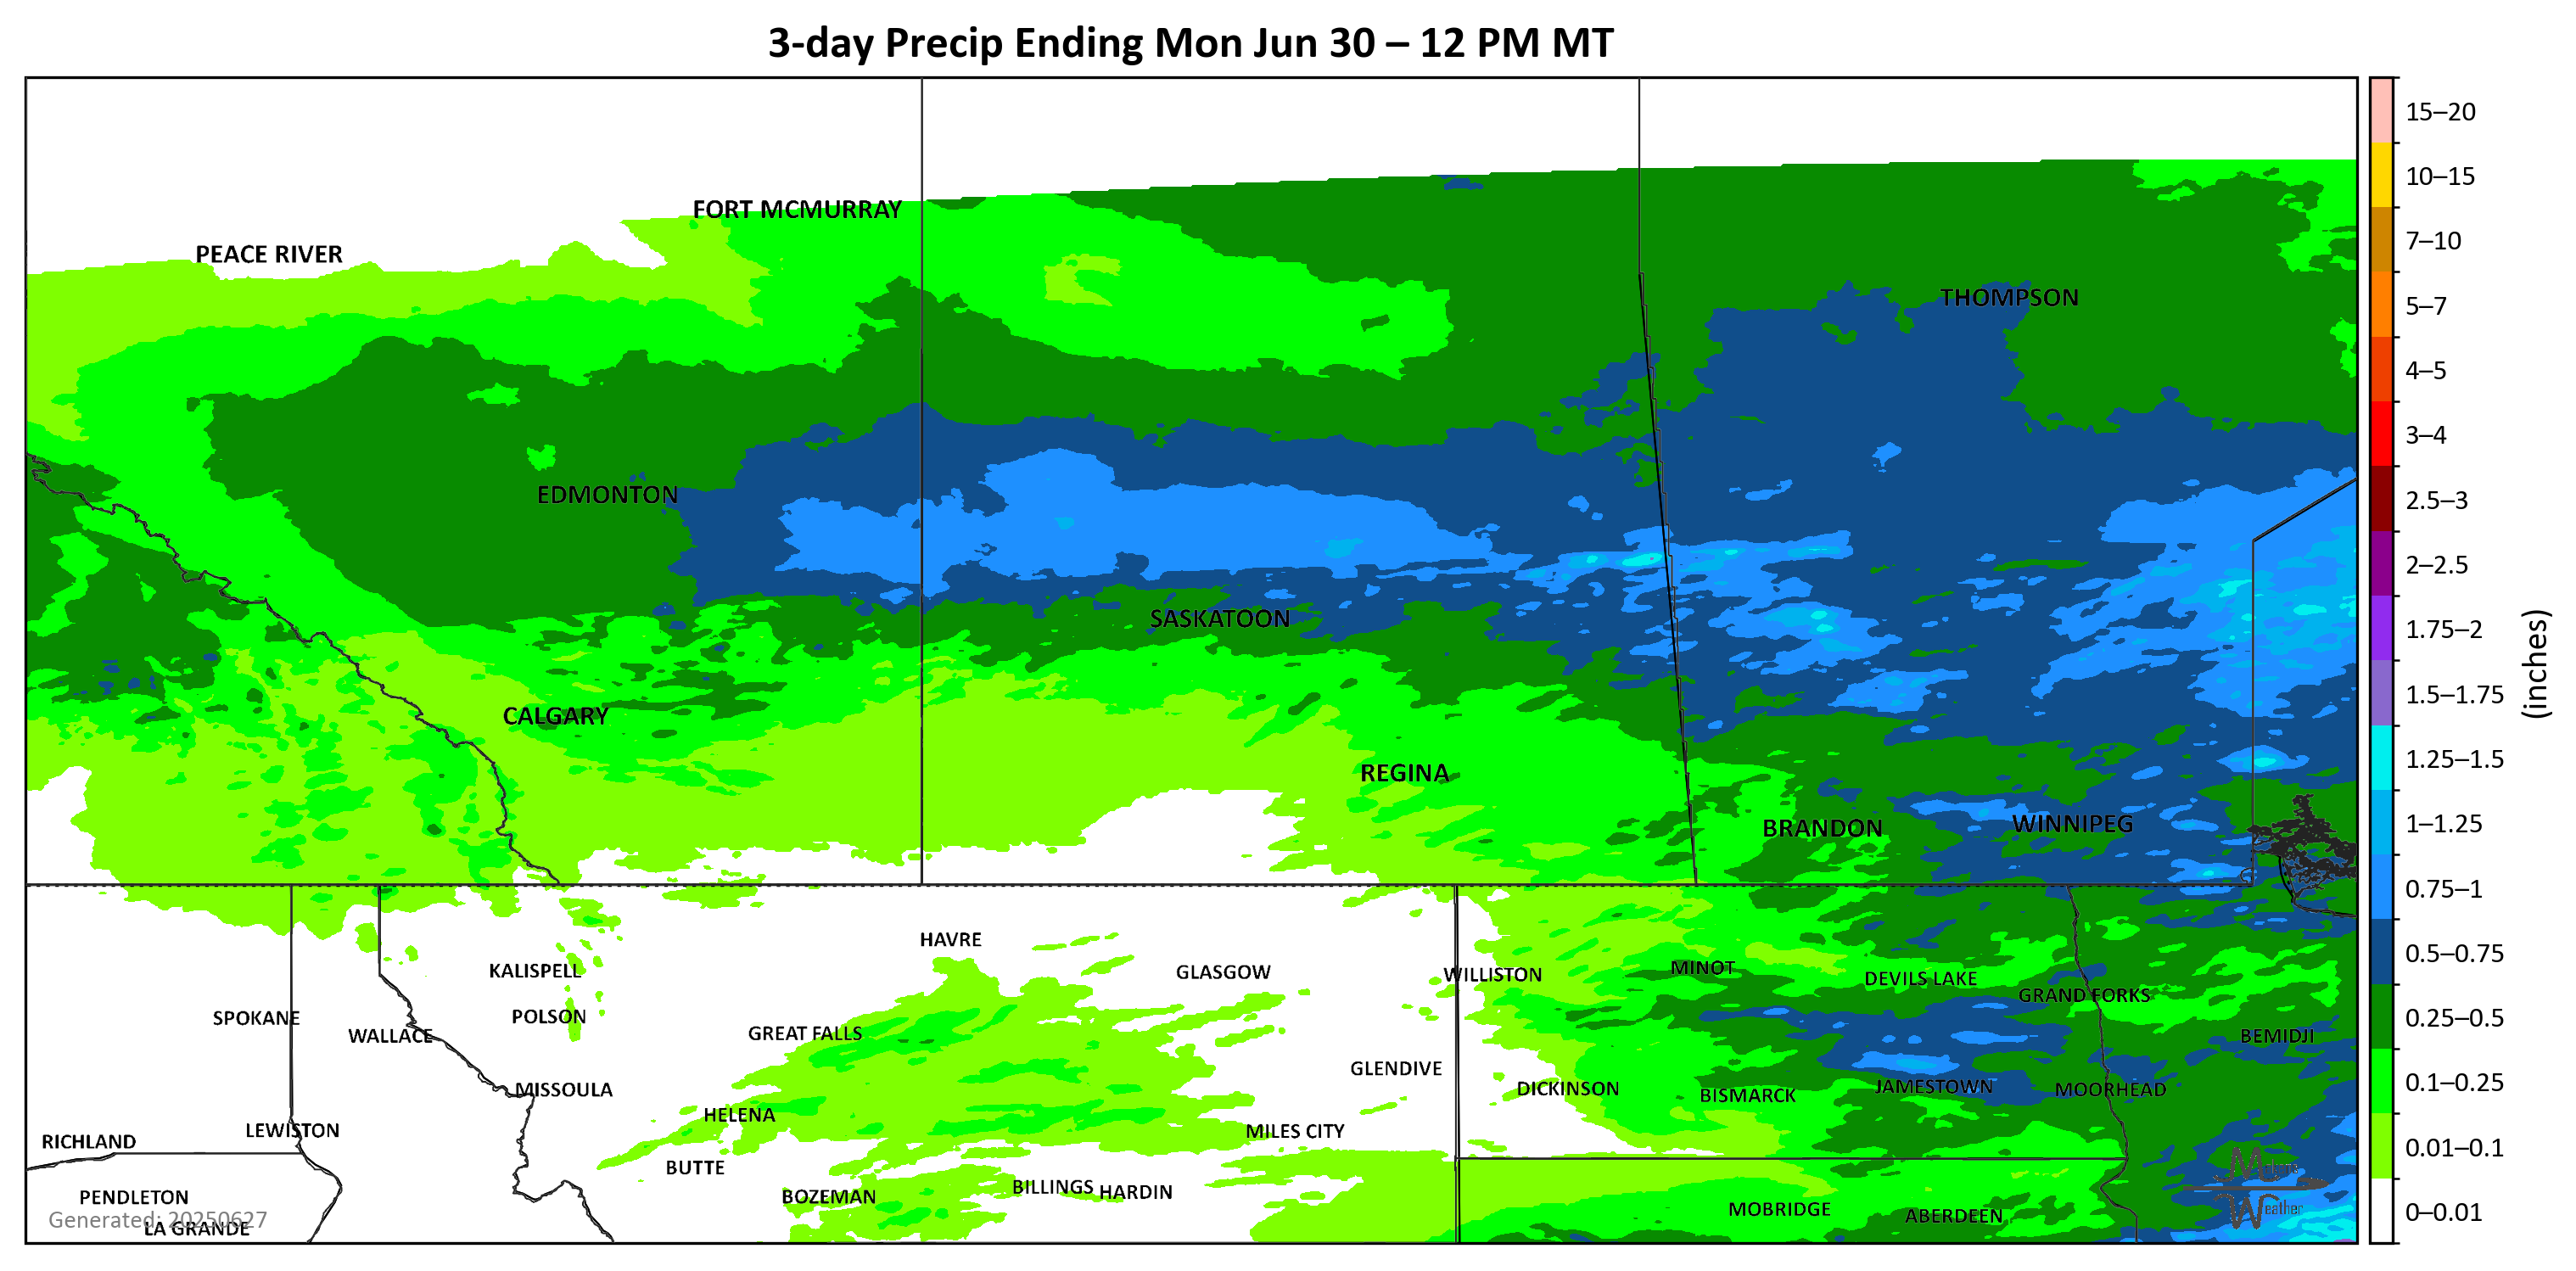 3-day Precip Ending Mon Jun 30 – 12 PM MT
15–20
10–15
FORT MCMURRAY
PEACE RIVER
7–10
THOMPSON
5–7
4–5
3–4
EDMONTON
2.5–3
2–2.5
SASKATOON
1.75–2
(inches)
1.5–1.75
CALGARY
1.25–1.5
REGINA
1–1.25
BRANDON
WINNIPEG
0.75–1
HAVRE
0.5–0.75
KALISPELL
GLASGOW
WILLISTON
MINOT
DEVILS LAKE
GRAND FORKS
SPOKANE
POLSON
0.25–0.5
WALLACE
GREAT FALLS
BEMIDJI
GLENDIVE
0.1–0.25
MISSOULA
DICKINSON
BISMARCK
JAMESTOWN
MOORHEAD
HELENA
LEWISTON
MILES CITY
RICHLAND
0.01–0.1
BUTTE
PENDLETON
BOZEMAN
BILLINGS
HARDIN
MOBRIDGE
ABERDEEN
Weather
0–0.01
Generated: 20250627
LA GRANDE